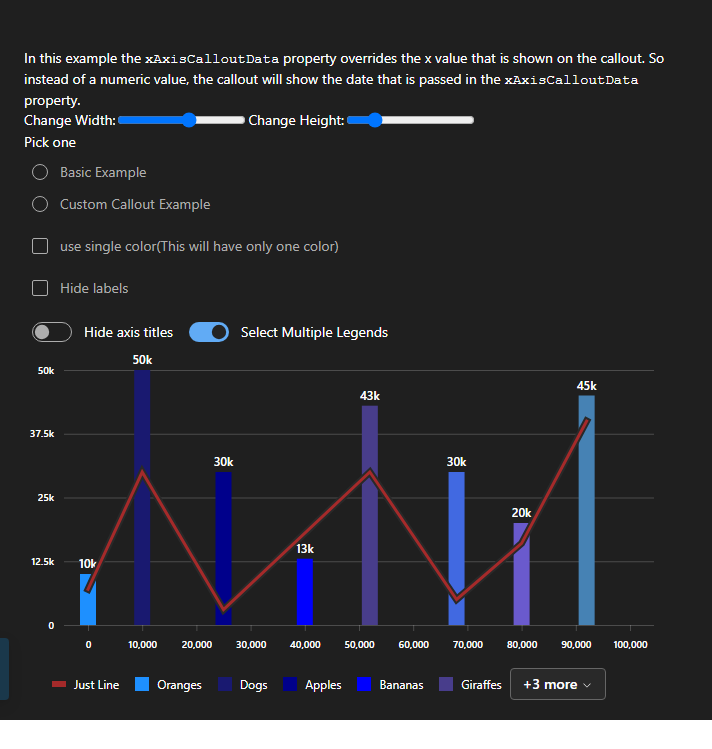 In this example the xAxisCalloutData property overrides the x value that is shown on the callout. So
instead of a numeric value, the callout will show the date that is passed in the xAxisCalloutData
property.
Change Width: Change Height:
Pick one
Basic Example
Custom Callout Example
use single color(This will have only one color)
Hide labels
Hide axis titles Select Multiple Legends
50k
50k
45k
43k
37.5k
30k 30k
25k
20k
13k
12.5k
10k
0
0 10,000 20,000 30,000 40,000 50,000 60,000 70,000 80,000 90,000 100,000
Just Line Oranges Dogs Apples Bananas Giraffes +3 more